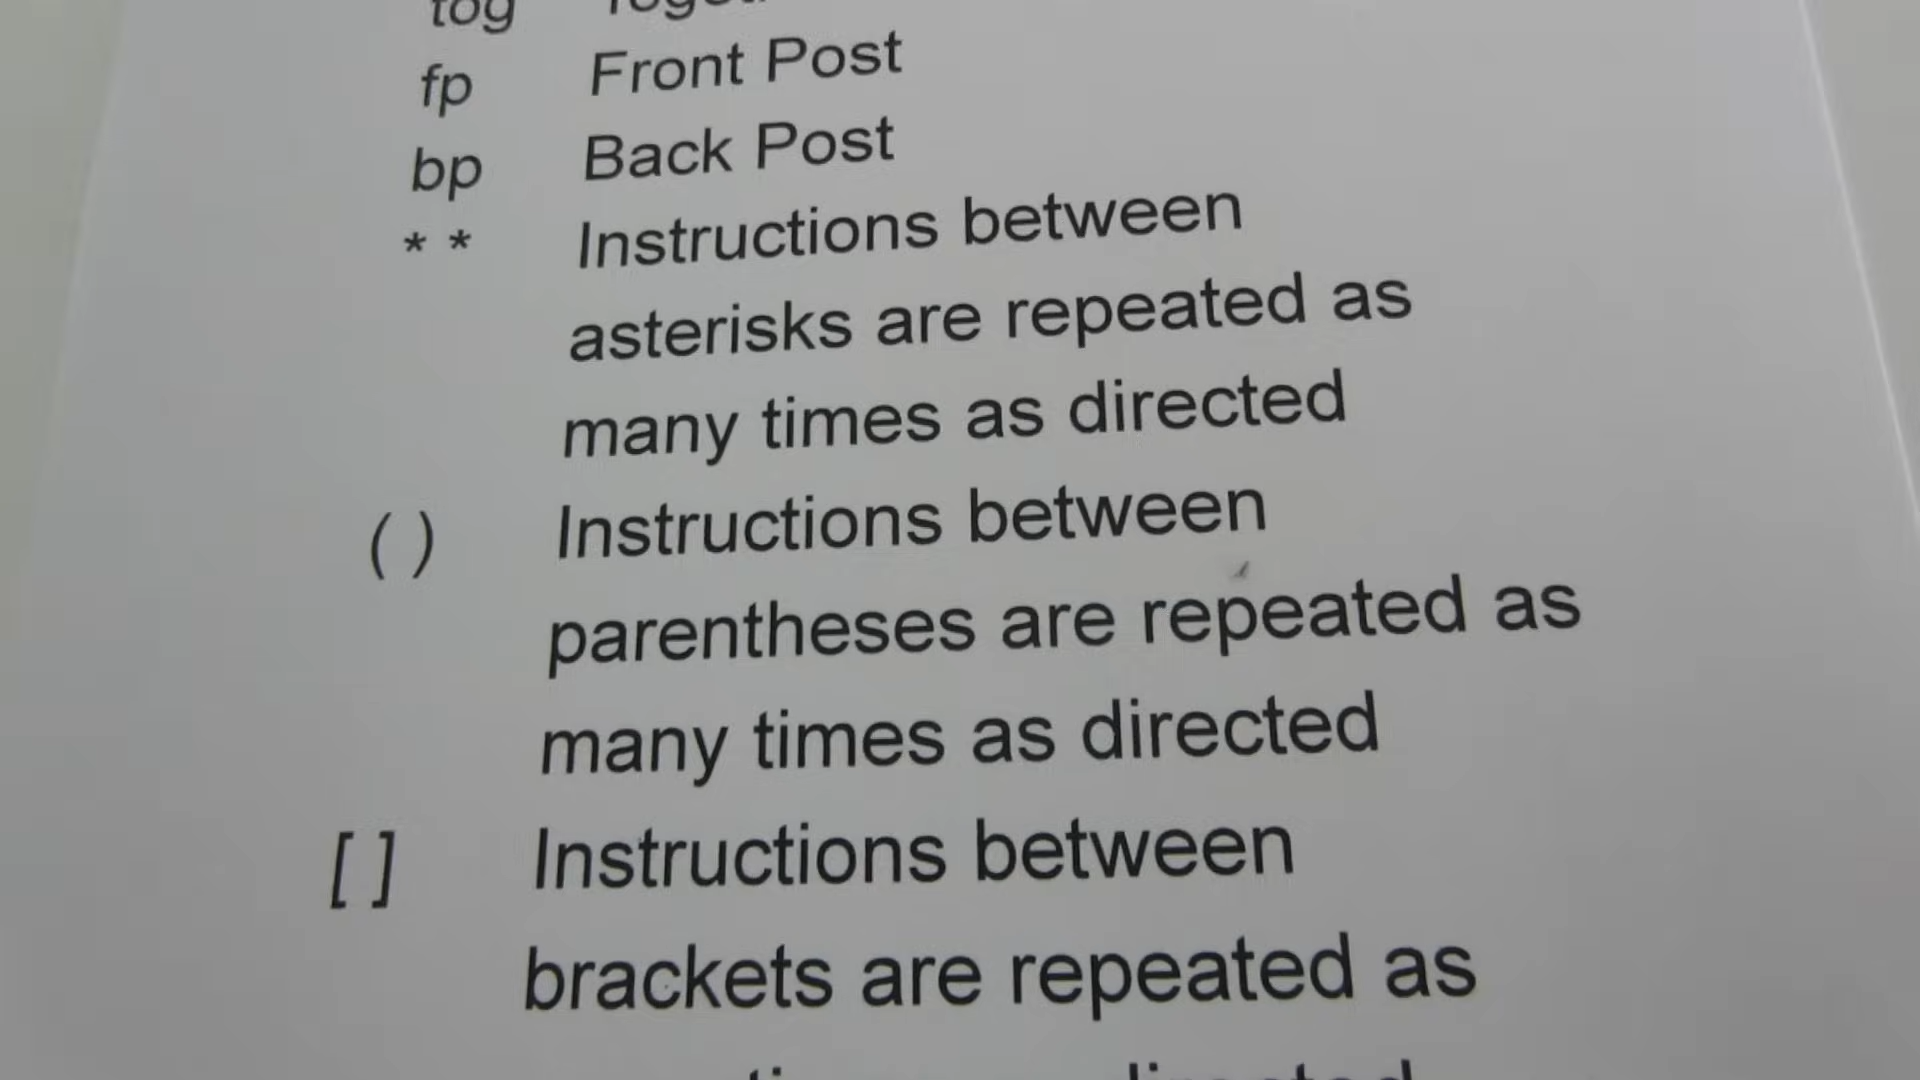 tog
fp Front Post
bp Back Post
* * Instructions between
asterisks are repeated as
many times as directed
( ) Instructions between
parentheses are repeated as
many times as directed
[ ] Instructions between
brackets are repeated as